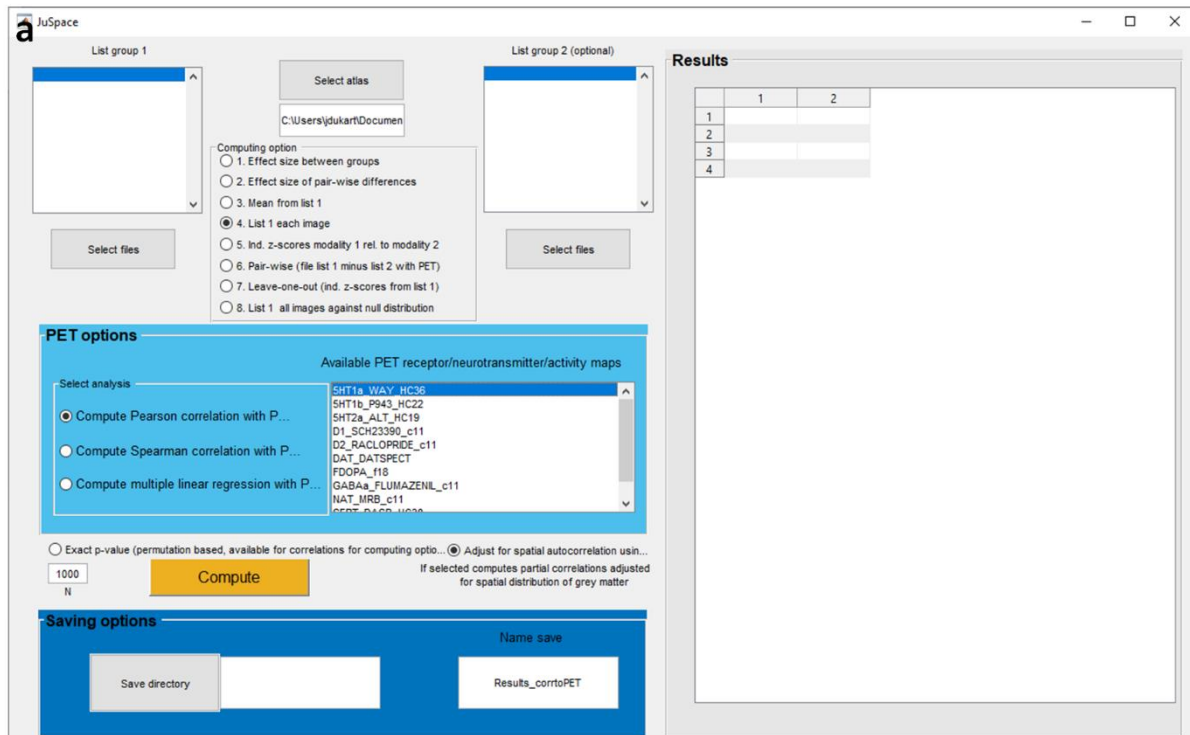 a
JuSpace
List group 1
List group 2 (optional)
Select atlas
C:\Users\jdukart\Documen
Computing option
1. Effect size between groups
2. Effect size of pair-wise differences
3. Mean from list 1
4. List 1 each image
5. Ind. z-scores modality 1 rel. to modality 2
6. Pair-wise (file list 1 minus list 2 with PET)
7. Leave-one-out (ind. z-scores from list 1)
8. List 1 all images against null distribution
Select files
Select files
PET options
Available PET receptor/neurotransmitter/activity maps
Select analysis
Compute Pearson correlation with P...
Compute Spearman correlation with P...
Compute multiple linear regression with P...
5HT1a_WAY_HC36
5HT1b_P943_HC22
5HT2a_ALT_HC19
D1_SCH23390_c11
D2_RACLOPRIDE_c11
DAT_DATSPECT
FDOPA_f18
GABAa_FLUMAZENIL_c11
NAT_MRB_c11
Exact p-value (permutation based, available for correlations for computing optio...
Adjust for spatial autocorrelation usin...
1000
N
Compute
If selected computes partial correlations adjusted
for spatial distribution of grey matter
Saving options
Save directory
Name save
Results_corrtoPET
Results
1 2
1
2
3
4